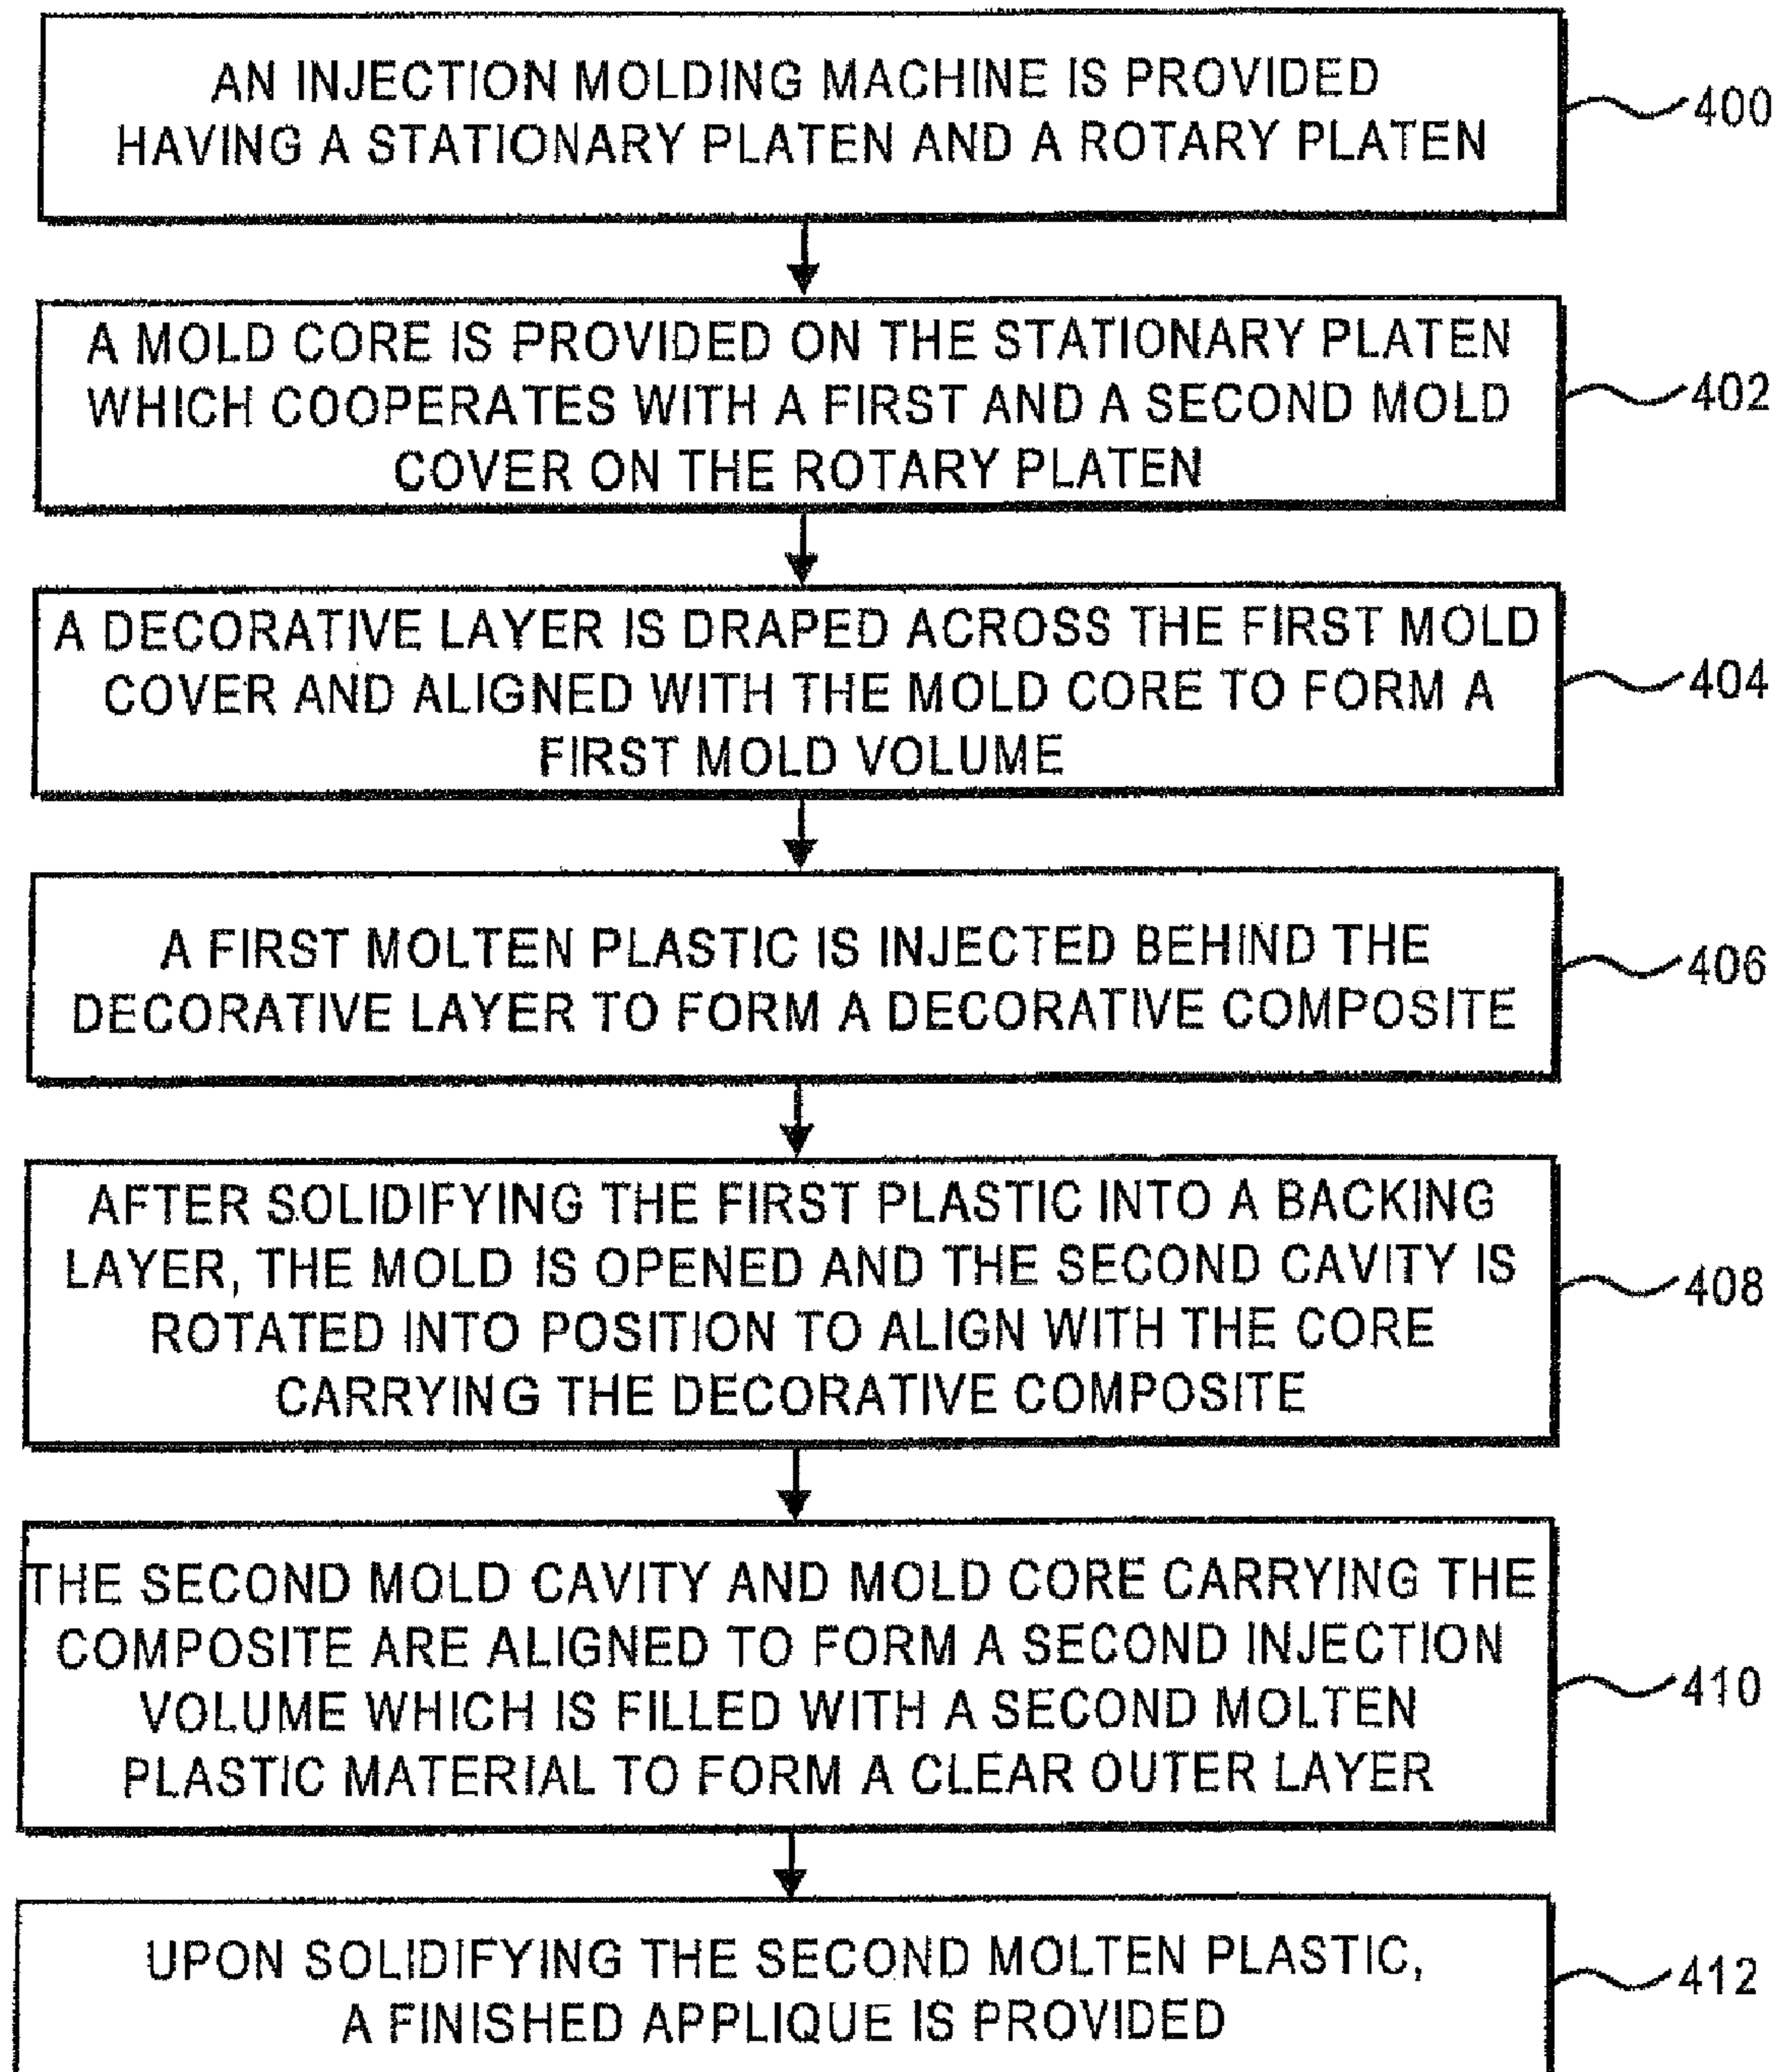 AN INJECTION MOLDING MACHINE IS PROVIDED
HAVING A STATIONARY PLATEN AND A ROTARY PLATEN
400
A MOLD CORE IS PROVIDED ON THE STATIONARY PLATEN
WHICH COOPERATES WITH A FIRST AND A SECOND MOLD
COVER ON THE ROTARY PLATEN
402
A DECORATIVE LAYER IS DRAPED ACROSS THE FIRST MOLD
COVER AND ALIGNED WITH THE MOLD CORE TO FORM A
FIRST MOLD VOLUME
404
A FIRST MOLTEN PLASTIC IS INJECTED BEHIND THE
DECORATIVE LAYER TO FORM A DECORATIVE COMPOSITE
406
AFTER SOLIDIFYING THE FIRST PLASTIC INTO A BACKING
LAYER, THE MOLD IS OPENED AND THE SECOND CAVITY IS
ROTATED INTO POSITION TO ALIGN WITH THE CORE
CARRYING THE DECORATIVE COMPOSITE
408
THE SECOND MOLD CAVITY AND MOLD CORE CARRYING THE
COMPOSITE ARE ALIGNED TO FORM A SECOND INJECTION
VOLUME WHICH IS FILLED WITH A SECOND MOLTEN
PLASTIC MATERIAL TO FORM A CLEAR OUTER LAYER
410
UPON SOLIDIFYING THE SECOND MOLTEN PLASTIC,
A FINISHED APPLIQUE IS PROVIDED
412